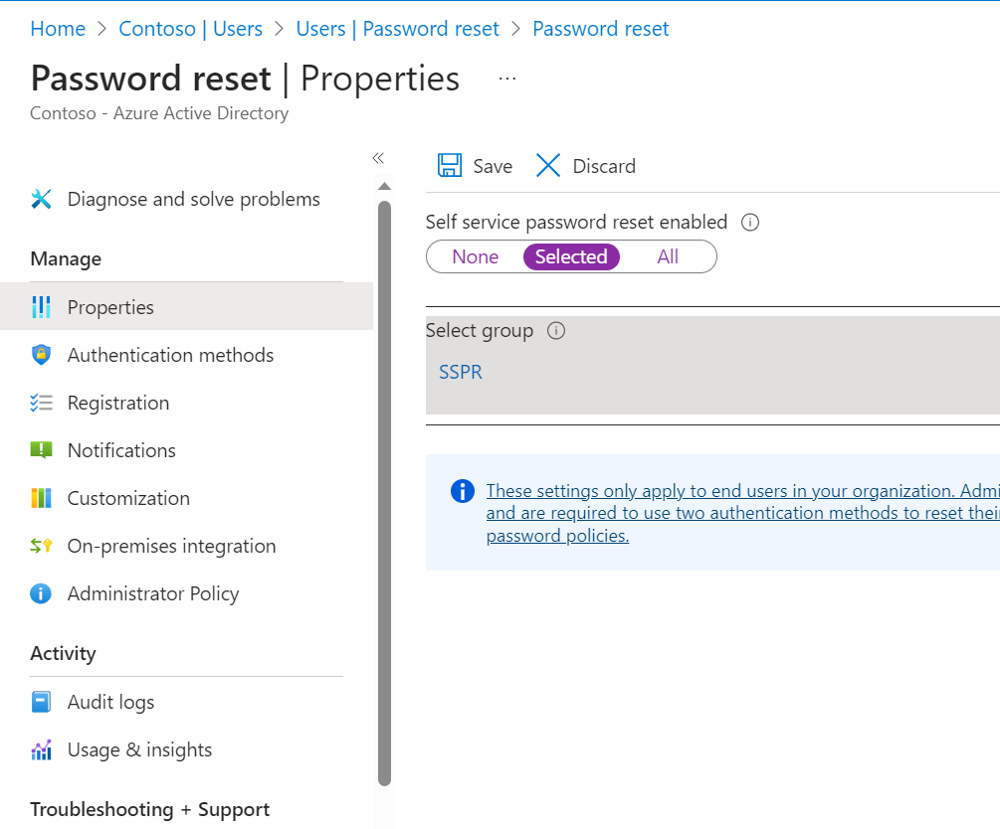 Home > Contoso | Users > Users | Password reset > Password reset
Password reset | Properties ...
Contoso - Azure Active Directory
«
Save Discard
Diagnose and solve problems
Self service password reset enabled
None Selected All
Manage
Properties
Select group
Authentication methods
SSPR
Registration
Notifications
Customization
These settings only apply to end users in your organization. Admi
and are required to use two authentication methods to reset their
password policies.
On-premises integration
Administrator Policy
Activity
Audit logs
Usage & insights
Troubleshooting + Support